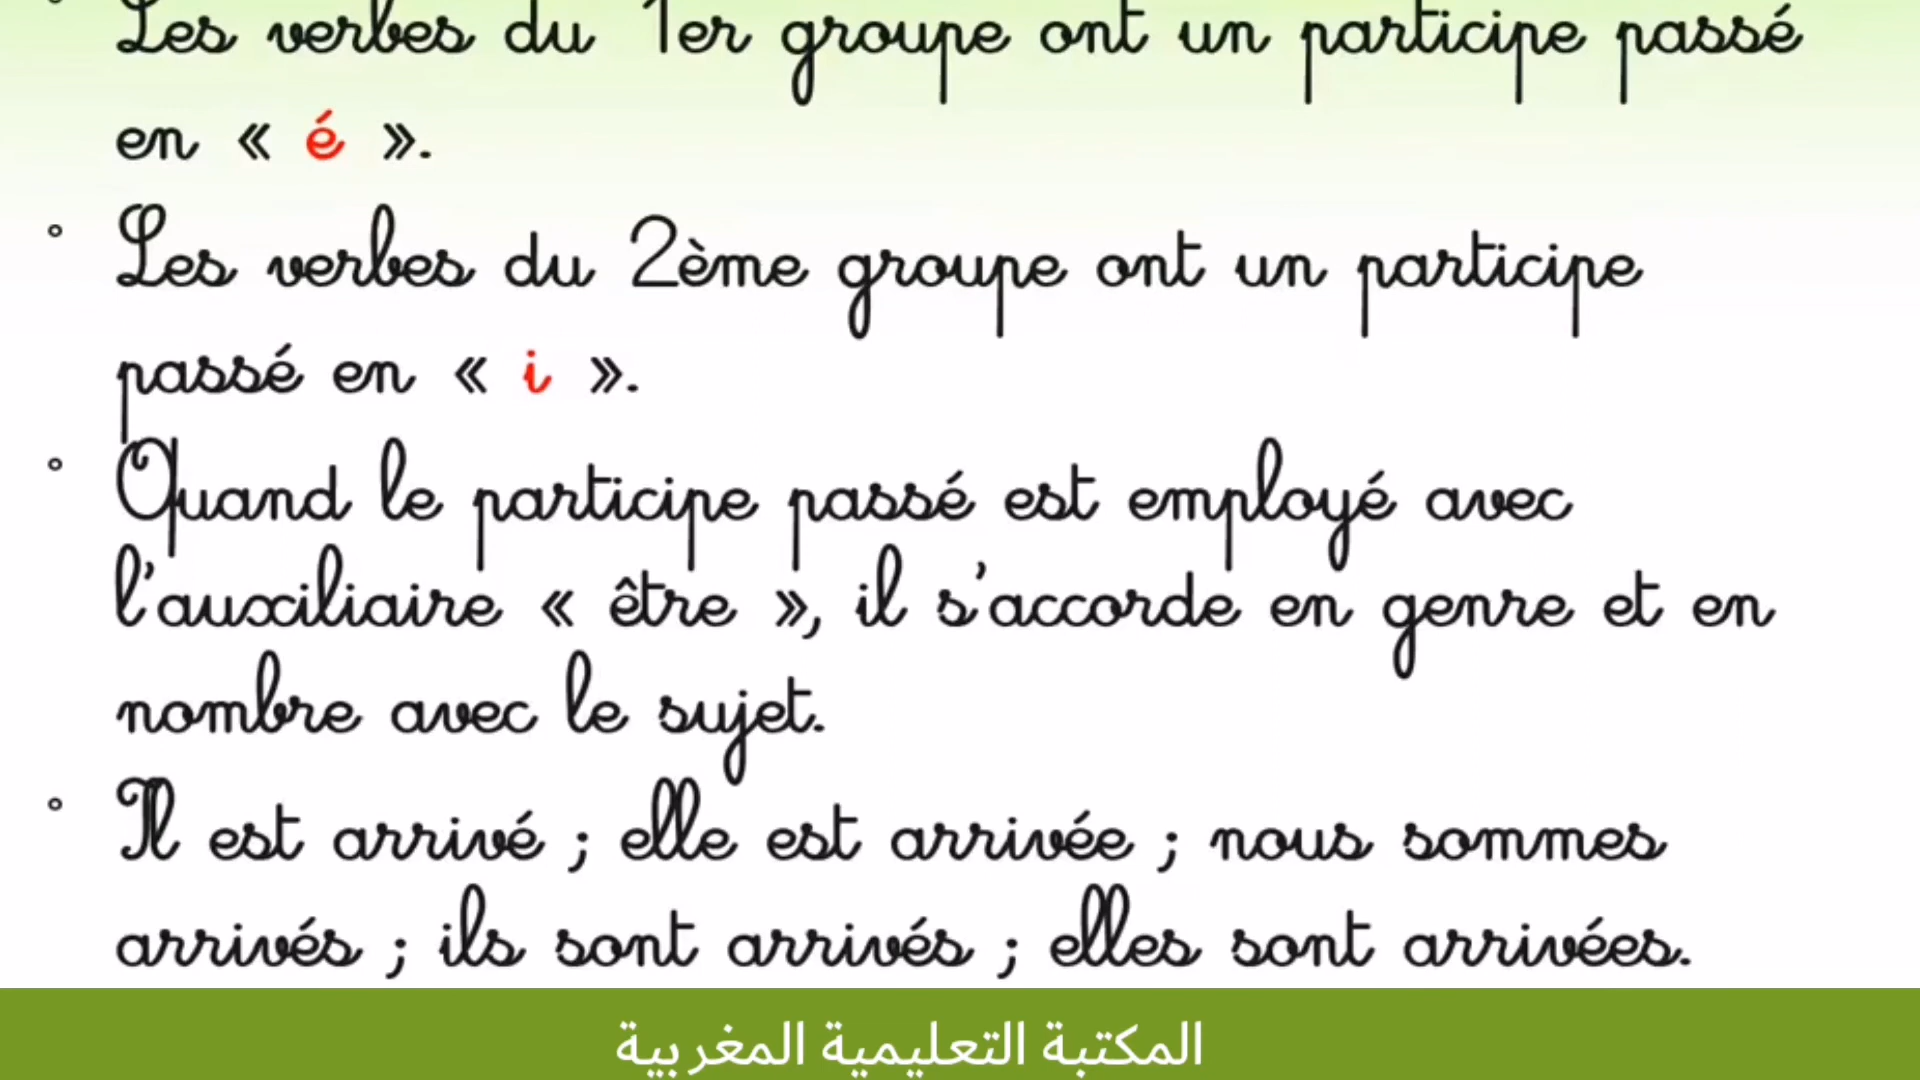 ° Les verbes du 1er groupe ont un participe passé
en « é ».
° Les verbes du 2ème groupe ont un participe
passé en « i ».
° Quand le participe passé est employé avec
l'auxiliaire « être », il s'accorde en genre et en
nombre avec le sujet.
° Il est arrivé ; elle est arrivée ; nous sommes
arrivés ; ils sont arrivés ; elles sont arrivées.
المكتبة التعليمية المغربية